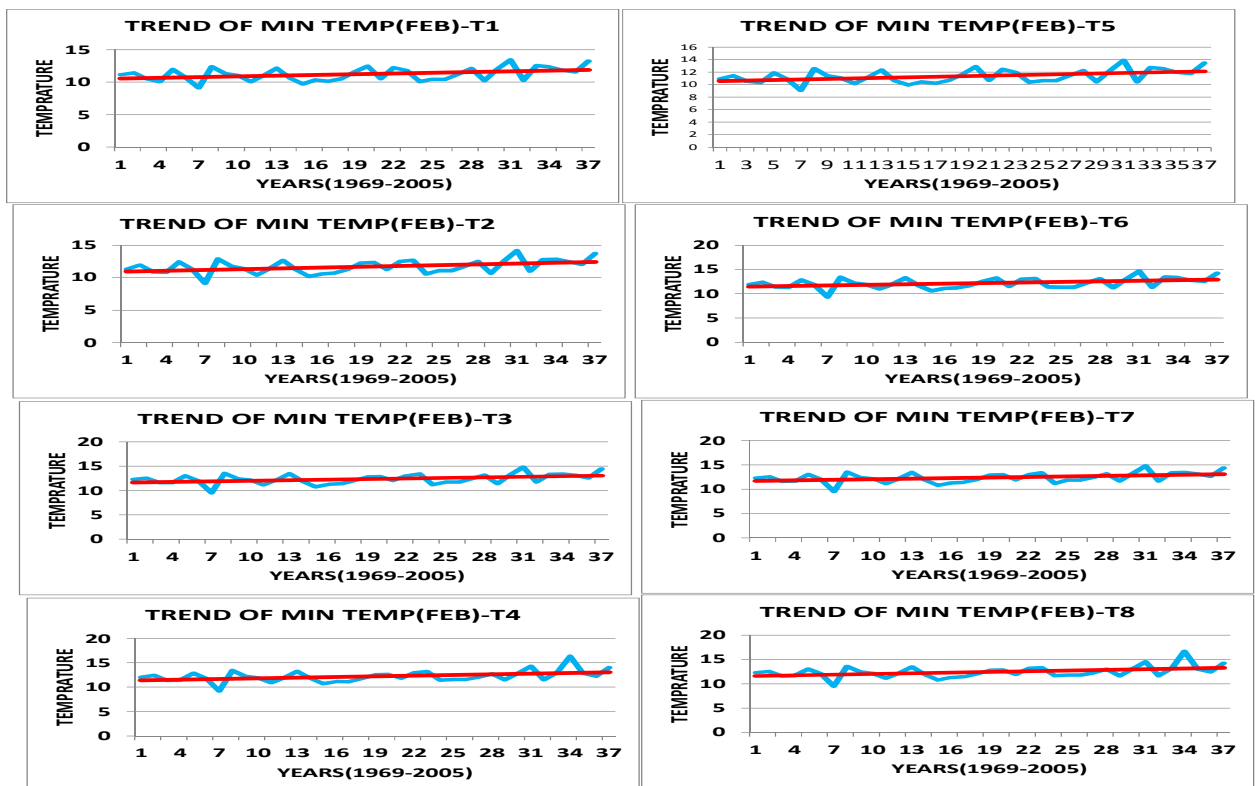 TREND OF MIN TEMP(FEB)-T1
15
10
5
0
TEMPRATURE
1 4 7 10 13 16 19 22 25 28 31 34 37
YEARS(1969-2005)
TREND OF MIN TEMP(FEB)-T5
16
14
12
10
8
6
4
2
0
TEMPRATURE
1 3 5 7 9 11 13 15 17 19 21 23 25 27 29 31 33 35 37
YEARS(1969-2005)
TREND OF MIN TEMP(FEB)-T2
15
10
5
0
TEMPRATURE
1 4 7 10 13 16 19 22 25 28 31 34 37
YEARS(1969-2005)
TREND OF MIN TEMP(FEB)-T6
20
15
10
5
0
TEMPRATURE
1 4 7 10 13 16 19 22 25 28 31 34 37
YEARS(1969-2005)
TREND OF MIN TEMP(FEB)-T3
20
15
10
5
0
TEMPRATURE
1 4 7 10 13 16 19 22 25 28 31 34 37
YEARS(1969-2005)
TREND OF MIN TEMP(FEB)-T7
20
15
10
5
0
TEMPRATURE
1 4 7 10 13 16 19 22 25 28 31 34 37
YEARS(1969-2005)
TREND OF MIN TEMP(FEB)-T4
20
15
10
5
0
TEMPRATURE
1 4 7 10 13 16 19 22 25 28 31 34 37
YEARS(1969-2005)
TREND OF MIN TEMP(FEB)-T8
20
15
10
5
0
TEMPRATURE
1 4 7 10 13 16 19 22 25 28 31 34 37
YEARS(1969-2005)